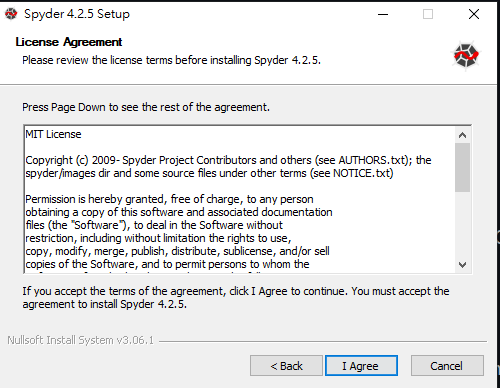 Spyder 4.2.5 Setup
License Agreement
Please review the license terms before installing Spyder 4.2.5.
Press Page Down to see the rest of the agreement.
MIT License
Copyright (c) 2009- Spyder Project Contributors and others (see AUTHORS.txt); the
spyder/images dir and some source files under other terms (see NOTICE.txt)
Permission is hereby granted, free of charge, to any person
obtaining a copy of this software and associated documentation
files (the "Software"), to deal in the Software without
restriction, including without limitation the rights to use,
copy, modify, merge, publish, distribute, sublicense, and/or sell
copies of the Software, and to permit persons to whom the
If you accept the terms of the agreement, click I Agree to continue. You must accept the
agreement to install Spyder 4.2.5.
Nullsoft Install System v3.06.1
< Back
I Agree
Cancel